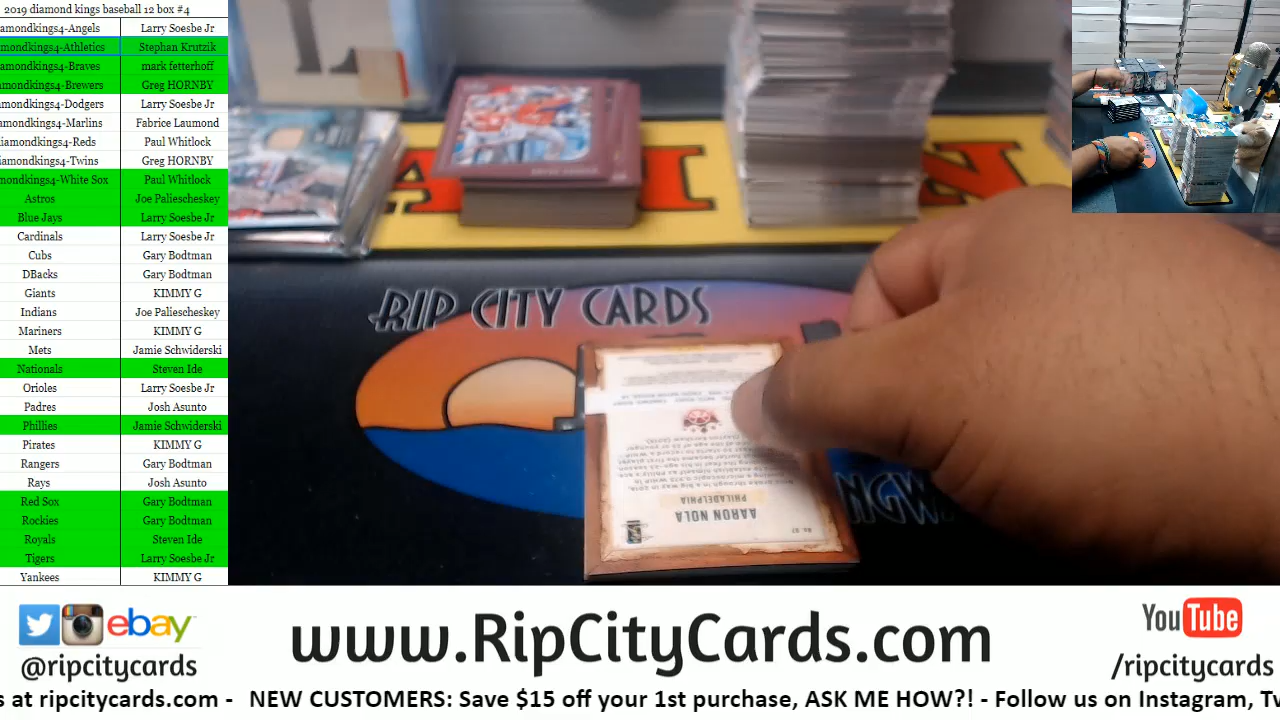 2019 diamond kings baseball 12 box #4
amondkings4-Angels Larry Soesbe Jr
mondkings4-Athletics Stephan Krutzik
amondkings4-Braves mark fetterhoff
amondkings4-Brewers Greg HORNBY
amondkings4-Dodgers Larry Soesbe Jr
amondkings4-Marlins Fabrice Laumond
iamondkings4-Reds Paul Whitlock
iamondkings4-Twins Greg HORNBY
mondkings4-White Sox Paul Whitlock
Astros Joe Paliescheskey
Blue Jays Larry Soesbe Jr
Cardinals Larry Soesbe Jr
Cubs Gary Bodtman
DBacks Gary Bodtman
Giants KIMMY G
Indians Joe Paliescheskey
Mariners KIMMY G
Mets Jamie Schwiderski
Nationals Steven Ide
Orioles Larry Soesbe Jr
Padres Josh Asunto
Phillies Jamie Schwiderski
Pirates KIMMY G
Rangers Gary Bodtman
Rays Josh Asunto
Red Sox Gary Bodtman
Rockies Gary Bodtman
Royals Steven Ide
Tigers Larry Soesbe Jr
Yankees KIMMY G
RIP CITY CARDS
PHILADELPHIA
AARON NOLA
ebay
@ripcitycards
www.RipCityCards.com
YouTube
/ripcitycards
s at ripcitycards.com - NEW CUSTOMERS: Save $15 off your 1st purchase, ASK ME HOW?! - Follow us on Instagram, Tw